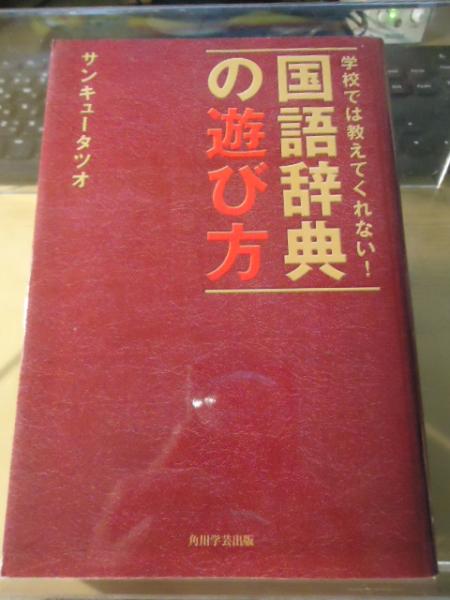 学校では教えてくれない!
国語辞典
の遊び方
サンキュータツオ
角川学芸出版